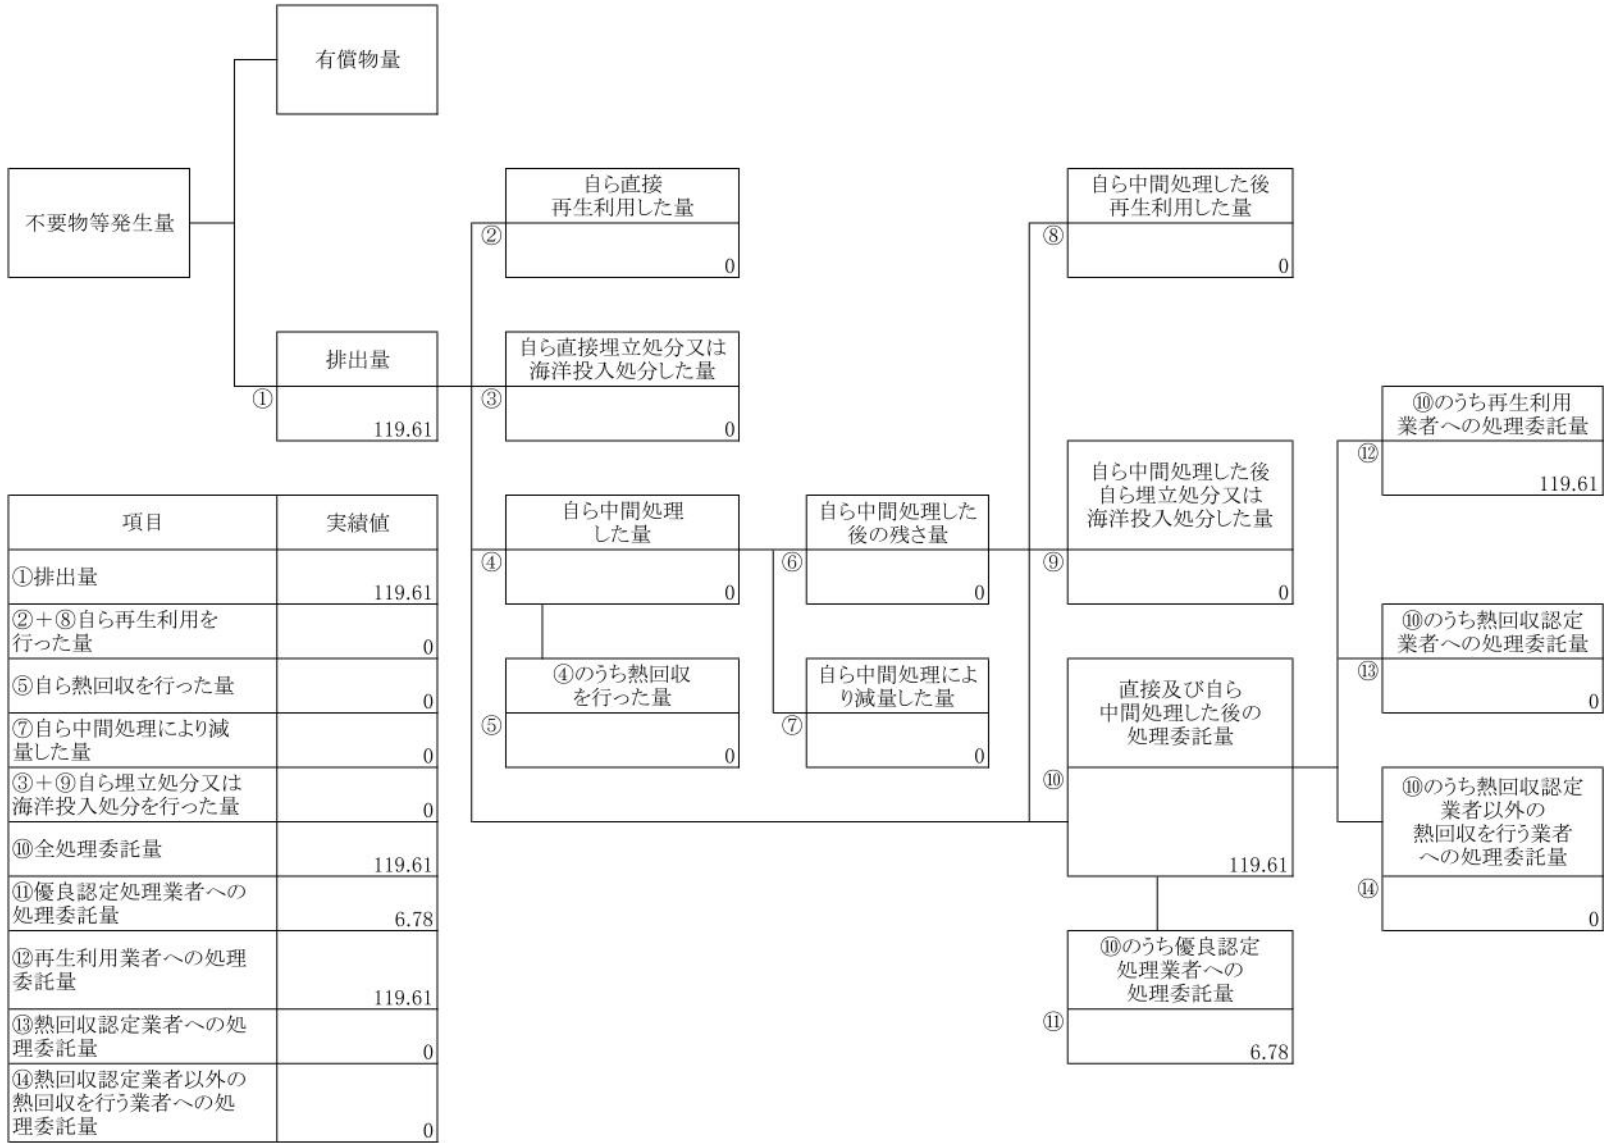 有償物量
不要物等発生量
排出量
①
119.61
自ら直接
再生利用した量
②
0
自ら直接埋立処分又は
海洋投入処分した量
③
0
自ら中間処理
した量
④
0
④のうち熱回収
を行った量
⑤
0
自ら中間処理した
後の残さ量
⑥
0
自ら中間処理によ
り減量した量
⑦
0
自ら中間処理した後
再生利用した量
⑧
0
自ら中間処理した後
自ら埋立処分又は
海洋投入処分した量
⑨
0
直接及び自ら
中間処理した後の
処理委託量
⑩
119.61
⑩のうち優良認定
処理業者への
処理委託量
⑪
6.78
⑩のうち再生利用
業者への処理委託量
⑫
119.61
⑩のうち熱回収認定
業者への処理委託量
⑬
0
⑩のうち熱回収認定
業者以外の
熱回収を行う業者
への処理委託量
⑭
0
項目 実績値
①排出量
119.61
②+⑧自ら再生利用を
行った量
0
⑤自ら熱回収を行った量
0
⑦自ら中間処理により減
量した量
0
③+⑨自ら埋立処分又は
海洋投入処分を行った量
0
⑩全処理委託量
119.61
⑪優良認定処理業者への
処理委託量
6.78
⑫再生利用業者への処理
委託量
119.61
⑬熱回収認定業者への処
理委託量
0
⑭熱回収認定業者以外の
熱回収を行う業者への処
理委託量
0